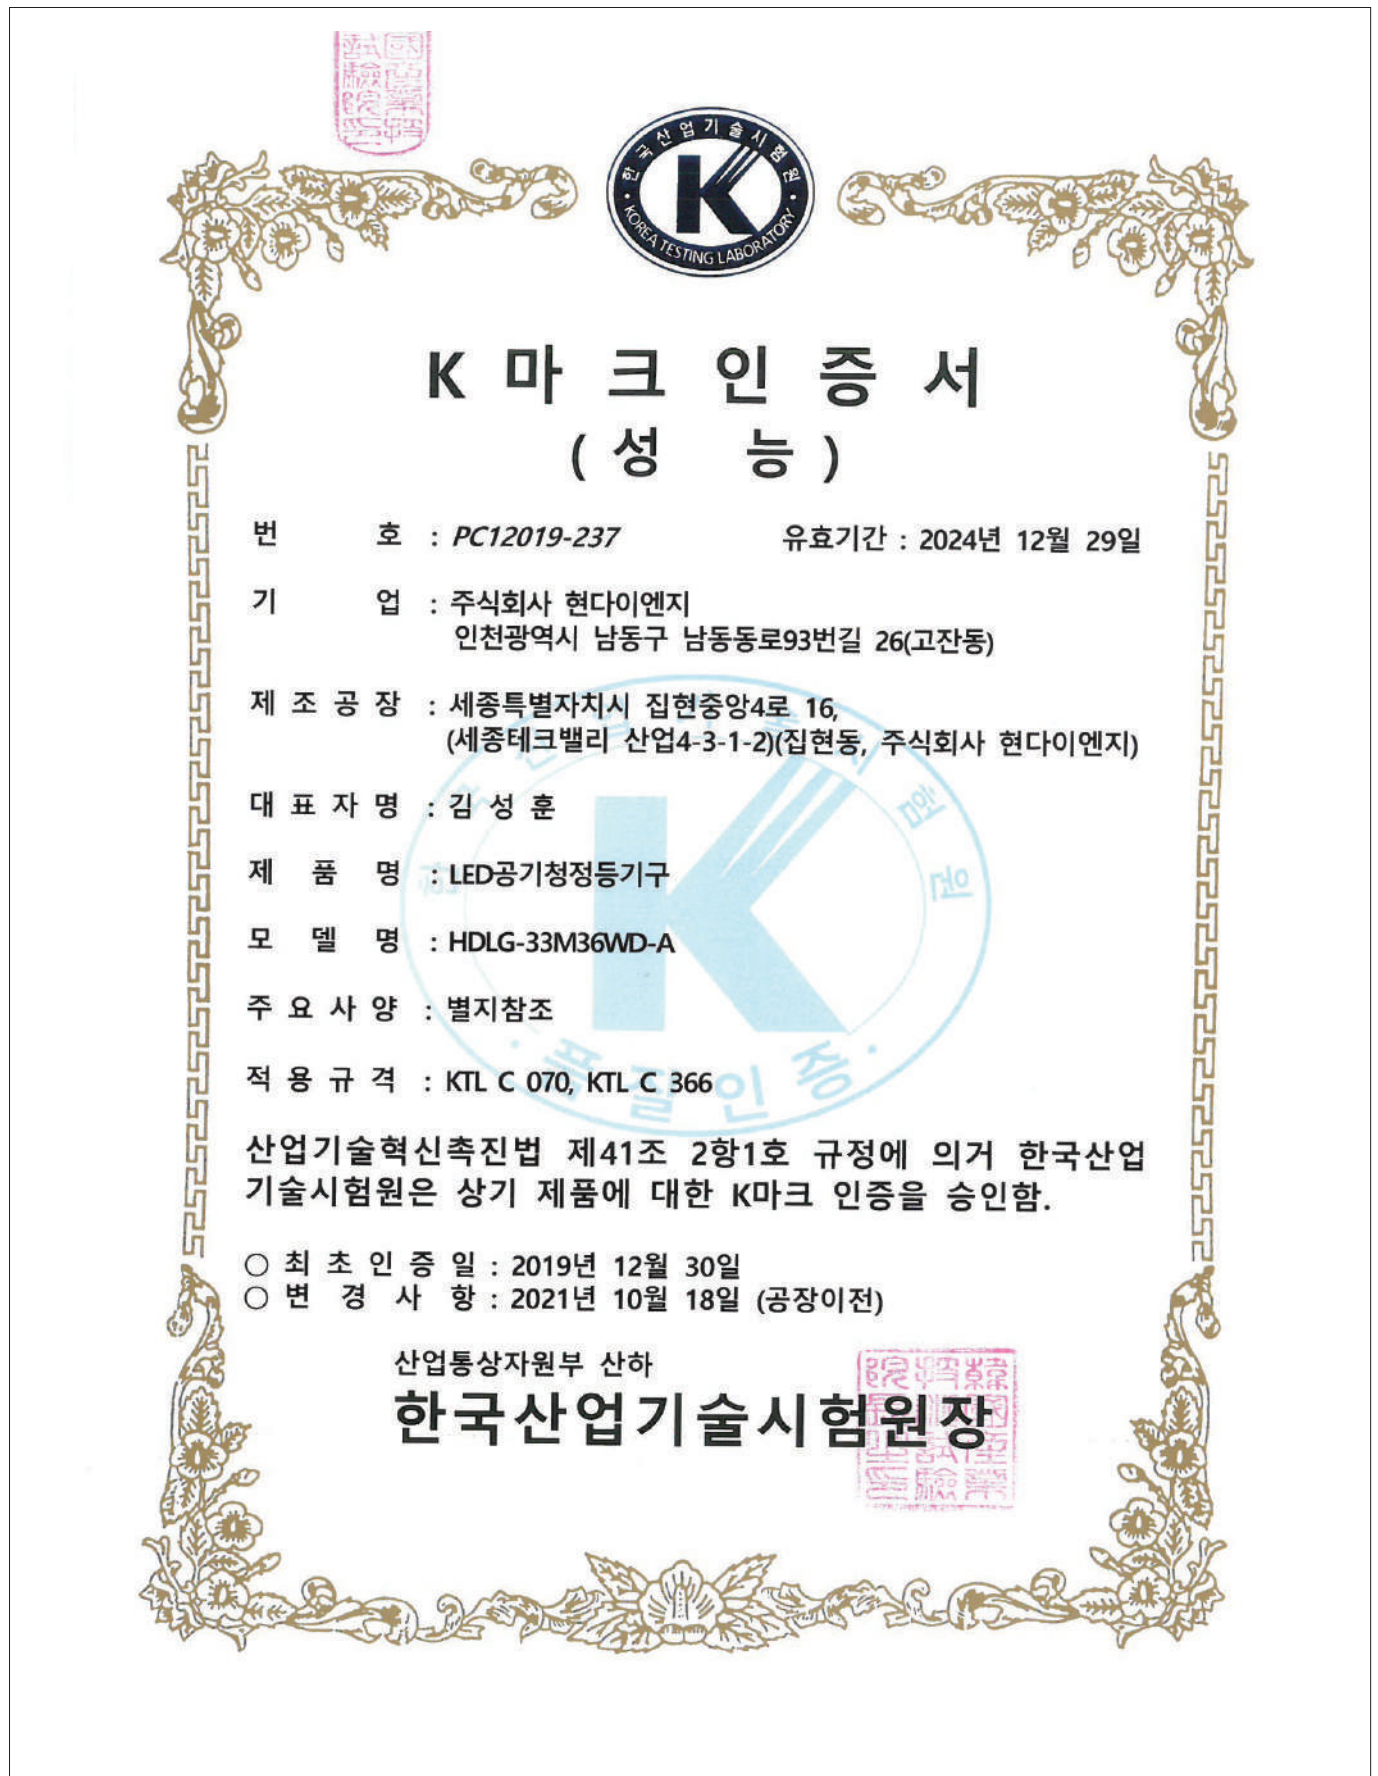 한국산업기술시험원
KOREA TESTING LABORATORY
K
K 마 크 인 증 서
( 성 능 )
번 호 : PC12019-237 유효기간 : 2024년 12월 29일
기 업 : 주식회사 현다이엔지
인천광역시 남동구 남동동로93번길 26(고잔동)
제 조 공 장 : 세종특별자치시 집현중앙4로 16,
(세종테크밸리 산업4-3-1-2)(집현동, 주식회사 현다이엔지)
대 표 자 명 : 김 성 훈
제 품 명 : LED공기청정등기구
모 델 명 : HDLG-33M36WD-A
주 요 사 양 : 별지참조
적 용 규 격 : KTL C 070, KTL C 366
한국산업기술시험원
K
· 품질인증 ·
산업기술혁신촉진법 제41조 2항1호 규정에 의거 한국산업
기술시험원은 상기 제품에 대한 K마크 인증을 승인함.
○ 최 초 인 증 일 : 2019년 12월 30일
○ 변 경 사 항 : 2021년 10월 18일 (공장이전)
산업통상자원부 산하
한국산업기술시험원장